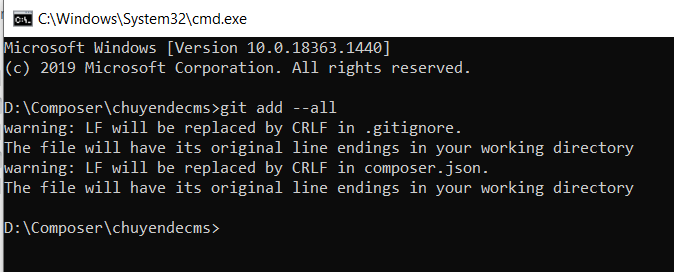 C:\Windows\System32\cmd.exe
Microsoft Windows [Version 10.0.18363.1440]
(c) 2019 Microsoft Corporation. All rights reserved.
D:\Composer\chuyendecms>git add --all
warning: LF will be replaced by CRLF in .gitignore.
The file will have its original line endings in your working directory
warning: LF will be replaced by CRLF in composer.json.
The file will have its original line endings in your working directory
D:\Composer\chuyendecms>